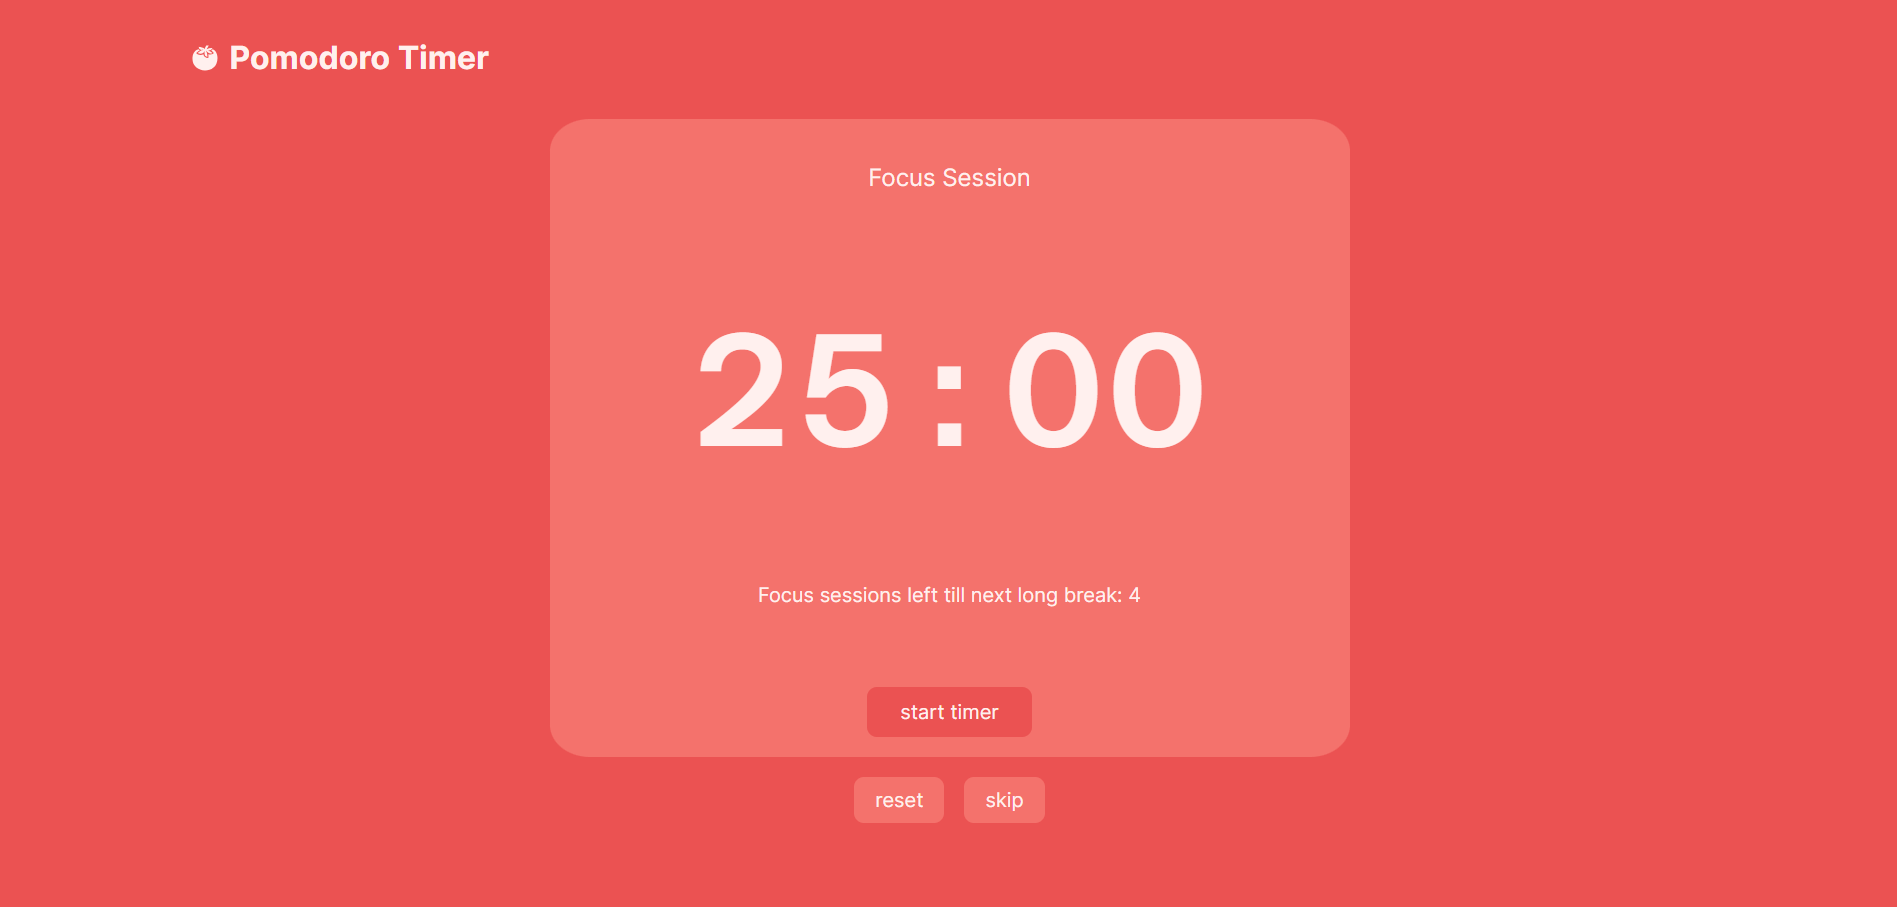 Pomodoro Timer
Focus Session
25:00
Focus sessions left till next long break: 4
start timer
reset
skip